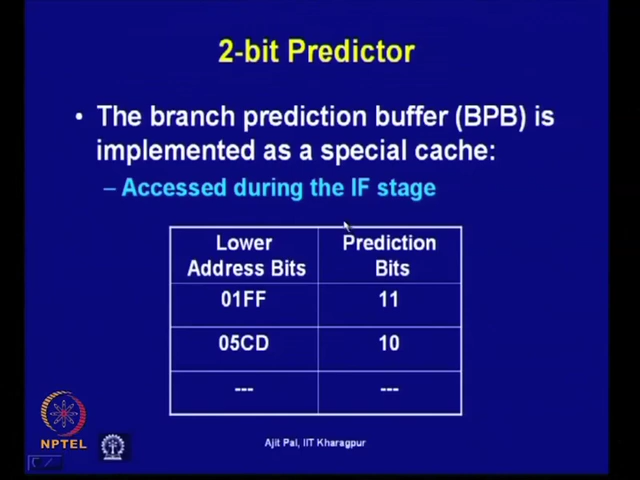 2-bit Predictor
• The branch prediction buffer (BPB) is
implemented as a special cache:
– Accessed during the IF stage
Lower Address Bits Prediction Bits
01FF 11
05CD 10
--- ---
NPTEL
Ajit Pal, IIT Kharagpur